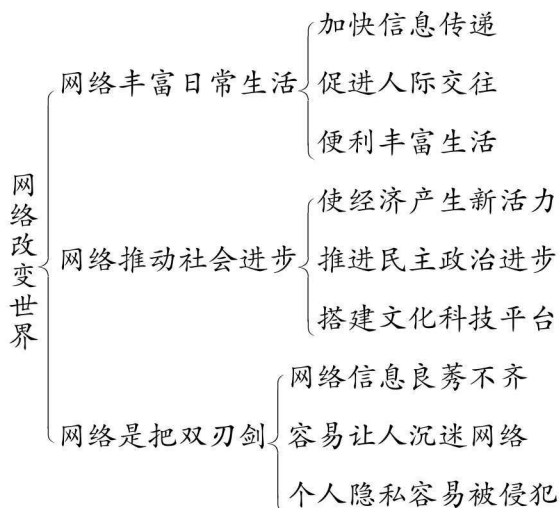 网络改变世界
网络丰富日常生活
加快信息传递
促进人际交往
便利丰富生活
网络推动社会进步
使经济产生新活力
推进民主政治进步
搭建文化科技平台
网络是把双刃剑
网络信息良莠不齐
容易让人沉迷网络
个人隐私容易被侵犯